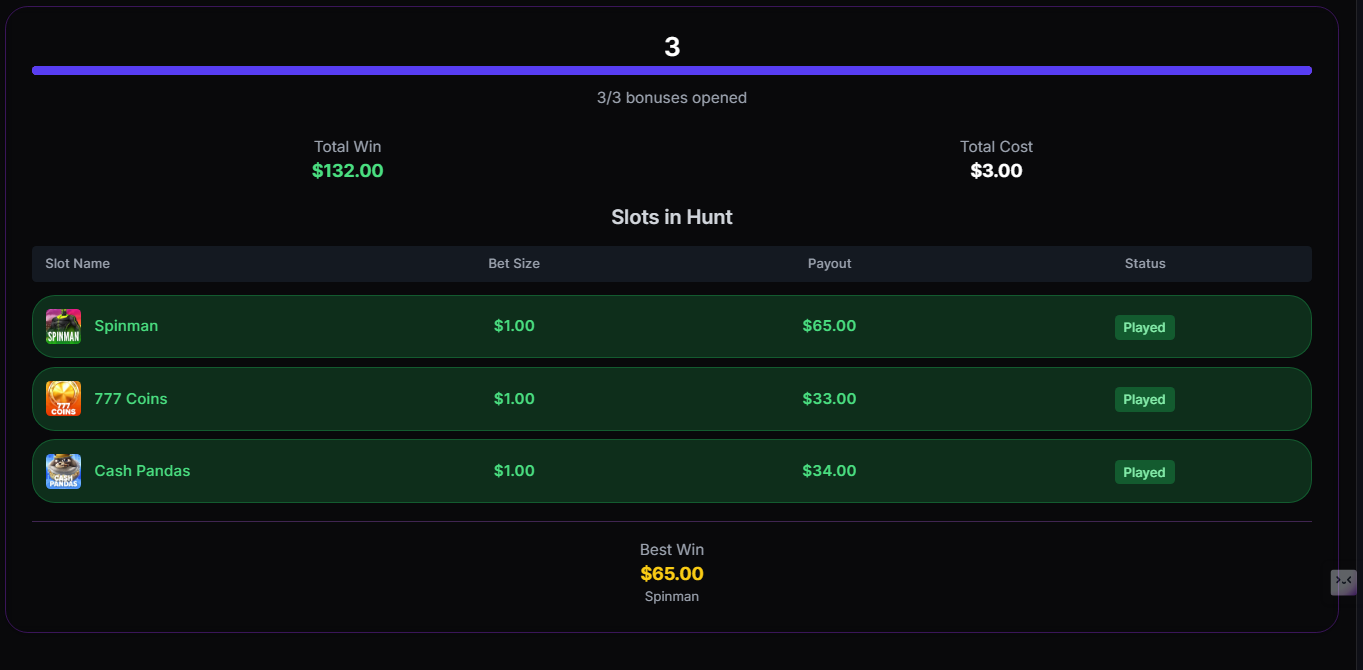 3
3/3 bonuses opened
Total Win Total Cost
$132.00 $3.00
Slots in Hunt
Slot Name Bet Size Payout Status
SPINMAN Spinman $1.00 $65.00 Played
777 COINS 777 Coins $1.00 $33.00 Played
CASH PANDAS Cash Pandas $1.00 $34.00 Played
Best Win
$65.00
Spinman